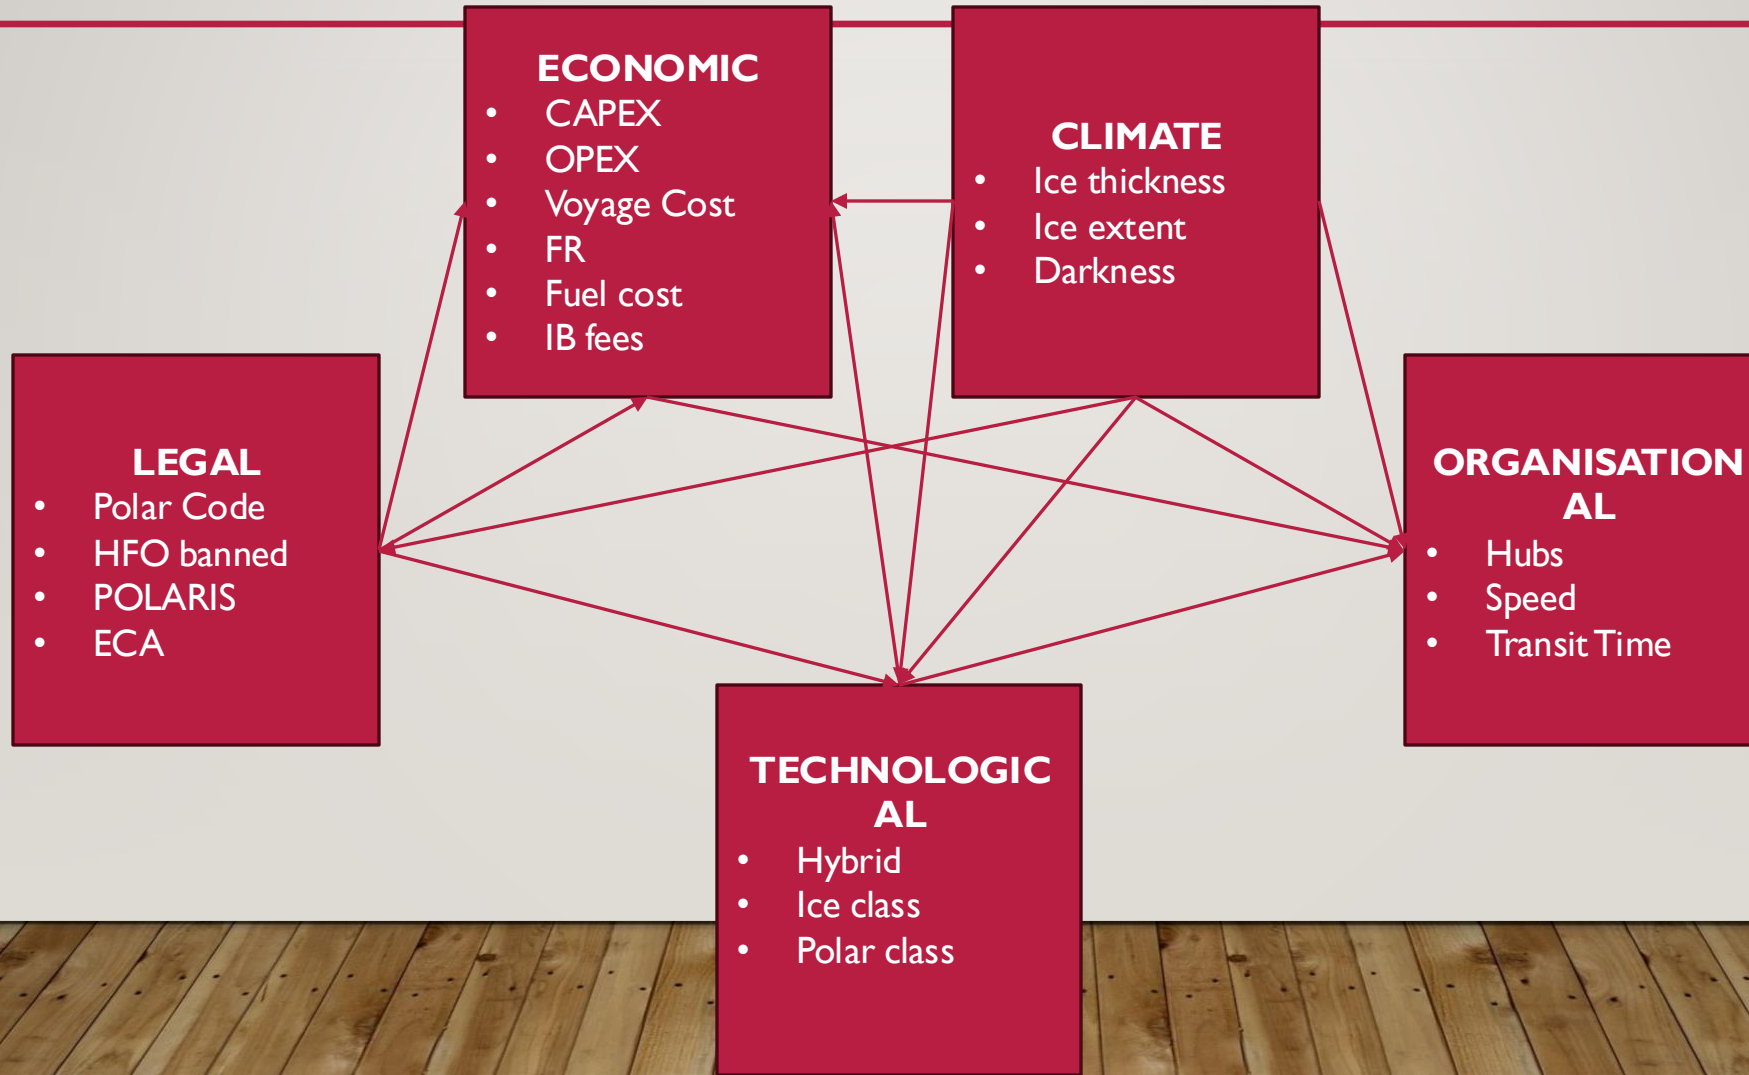 ECONOMIC
• CAPEX
• OPEX
• Voyage Cost
• FR
• Fuel cost
• IB fees
CLIMATE
• Ice thickness
• Ice extent
• Darkness
LEGAL
• Polar Code
• HFO banned
• POLARIS
• ECA
ORGANISATION
AL
• Hubs
• Speed
• Transit Time
TECHNOLOGIC
AL
• Hybrid
• Ice class
• Polar class